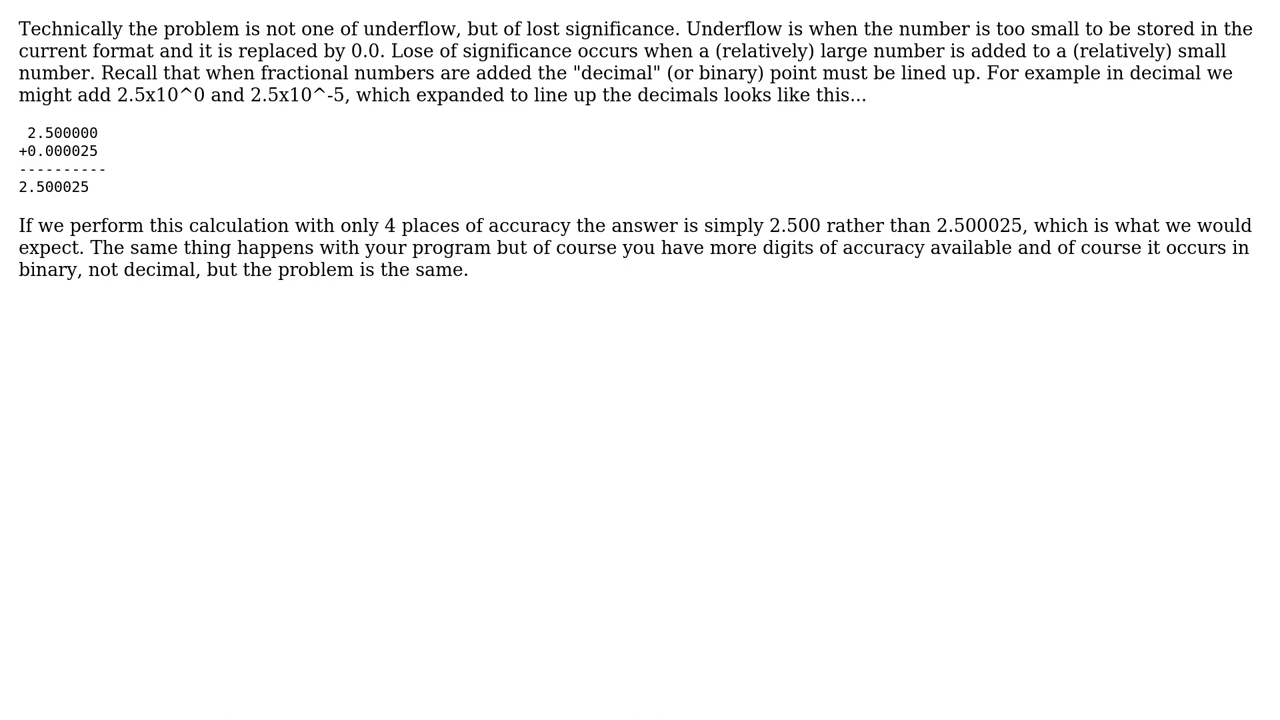 Technically the problem is not one of underflow, but of lost significance. Underflow is when the number is too small to be stored in the
current format and it is replaced by 0.0. Lose of significance occurs when a (relatively) large number is added to a (relatively) small
number. Recall that when fractional numbers are added the "decimal" (or binary) point must be lined up. For example in decimal we
might add 2.5x10^0 and 2.5x10^-5, which expanded to line up the decimals looks like this...
 2.500000
+0.000025
----------
2.500025
If we perform this calculation with only 4 places of accuracy the answer is simply 2.500 rather than 2.500025, which is what we would
expect. The same thing happens with your program but of course you have more digits of accuracy available and of course it occurs in
binary, not decimal, but the problem is the same.